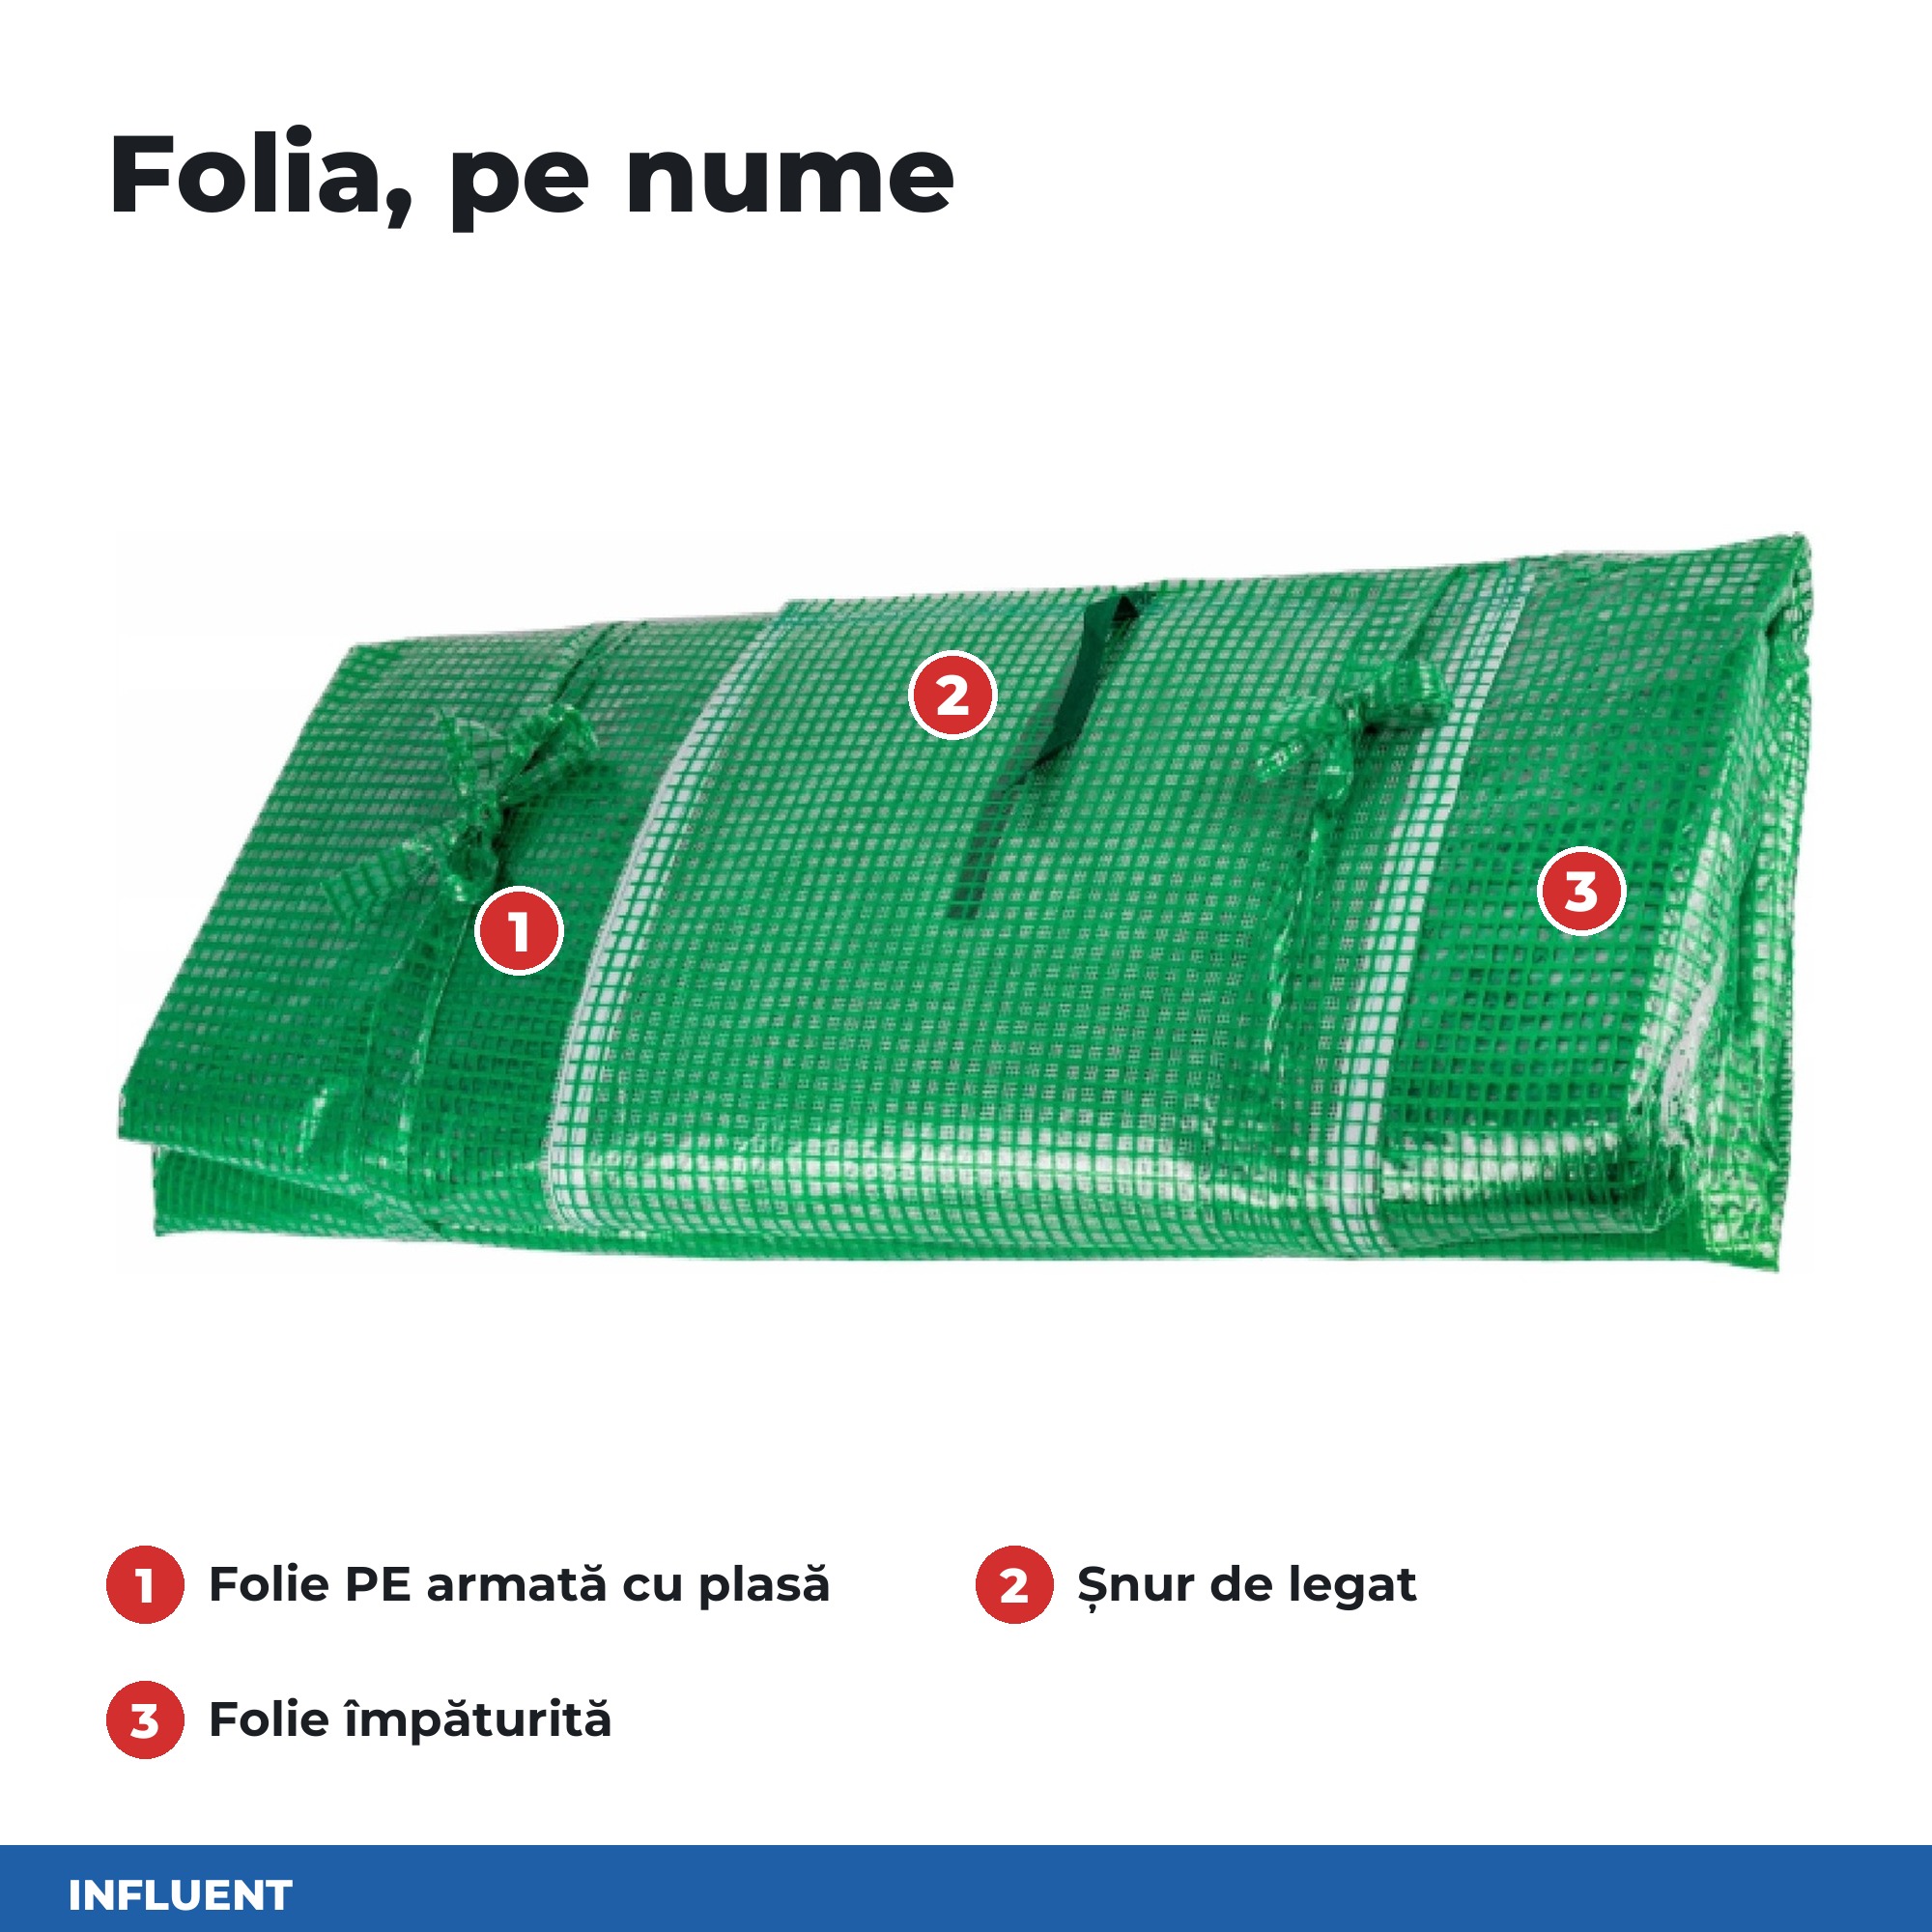 Folia, pe nume
2
3
1
1 Folie PE armată cu plasă
2 Șnur de legat
3 Folie împăturită
INFLUENT